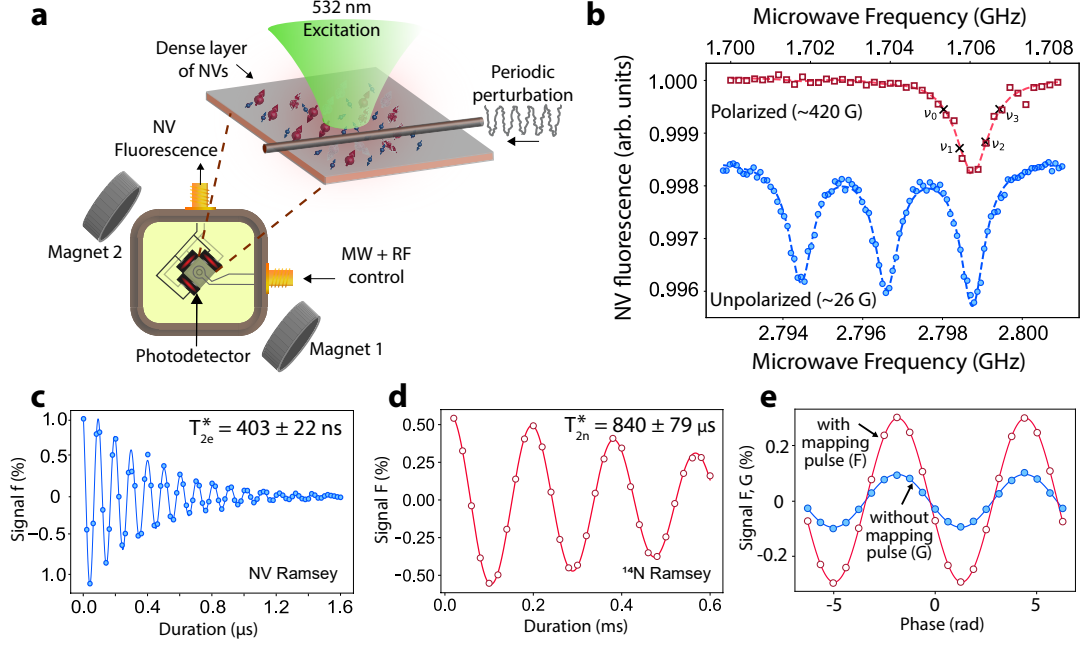 a
532 nm
Excitation
Dense layer
of NVs
Periodic
perturbation
NV
Fluorescence
Magnet 2
MW + RF
control
Photodetector
Magnet 1
b
Microwave Frequency (GHz)
1.700 1.702 1.704 1.706 1.708
NV fluorescence (arb. units)
1.000
0.999
0.998
0.997
0.996
Polarized (~420 G)
ν0
ν1
ν2
ν3
Unpolarized (~26 G)
2.794 2.796 2.798 2.800
Microwave Frequency (GHz)
c
T*2e = 403 ± 22 ns
Signal f (%)
1.0
0.5
0
−0.5
1.0
NV Ramsey
0.0 0.4 0.8 1.2 1.6
Duration (µs)
d
T*2n = 840 ± 79 µs
Signal F (%)
0.50
0.25
0.00
−0.25
−0.50
¹⁴N Ramsey
0.0 0.2 0.4 0.6
Duration (ms)
e
Signal F, G (%)
0.2
0
-0.2
with
mapping
pulse (F)
without
mapping
pulse (G)
-5 0 5
Phase (rad)